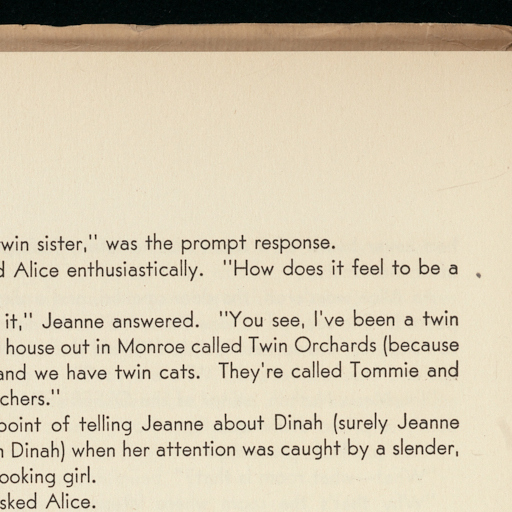 twin sister," was the prompt response.
d Alice enthusiastically. "How does it feel to be a
it," Jeanne answered. "You see, I've been a twin
house out in Monroe called Twin Orchards (because
and we have twin cats. They're called Tommie and
chers."
point of telling Jeanne about Dinah (surely Jeanne
n Dinah) when her attention was caught by a slender,
ooking girl.
sked Alice.